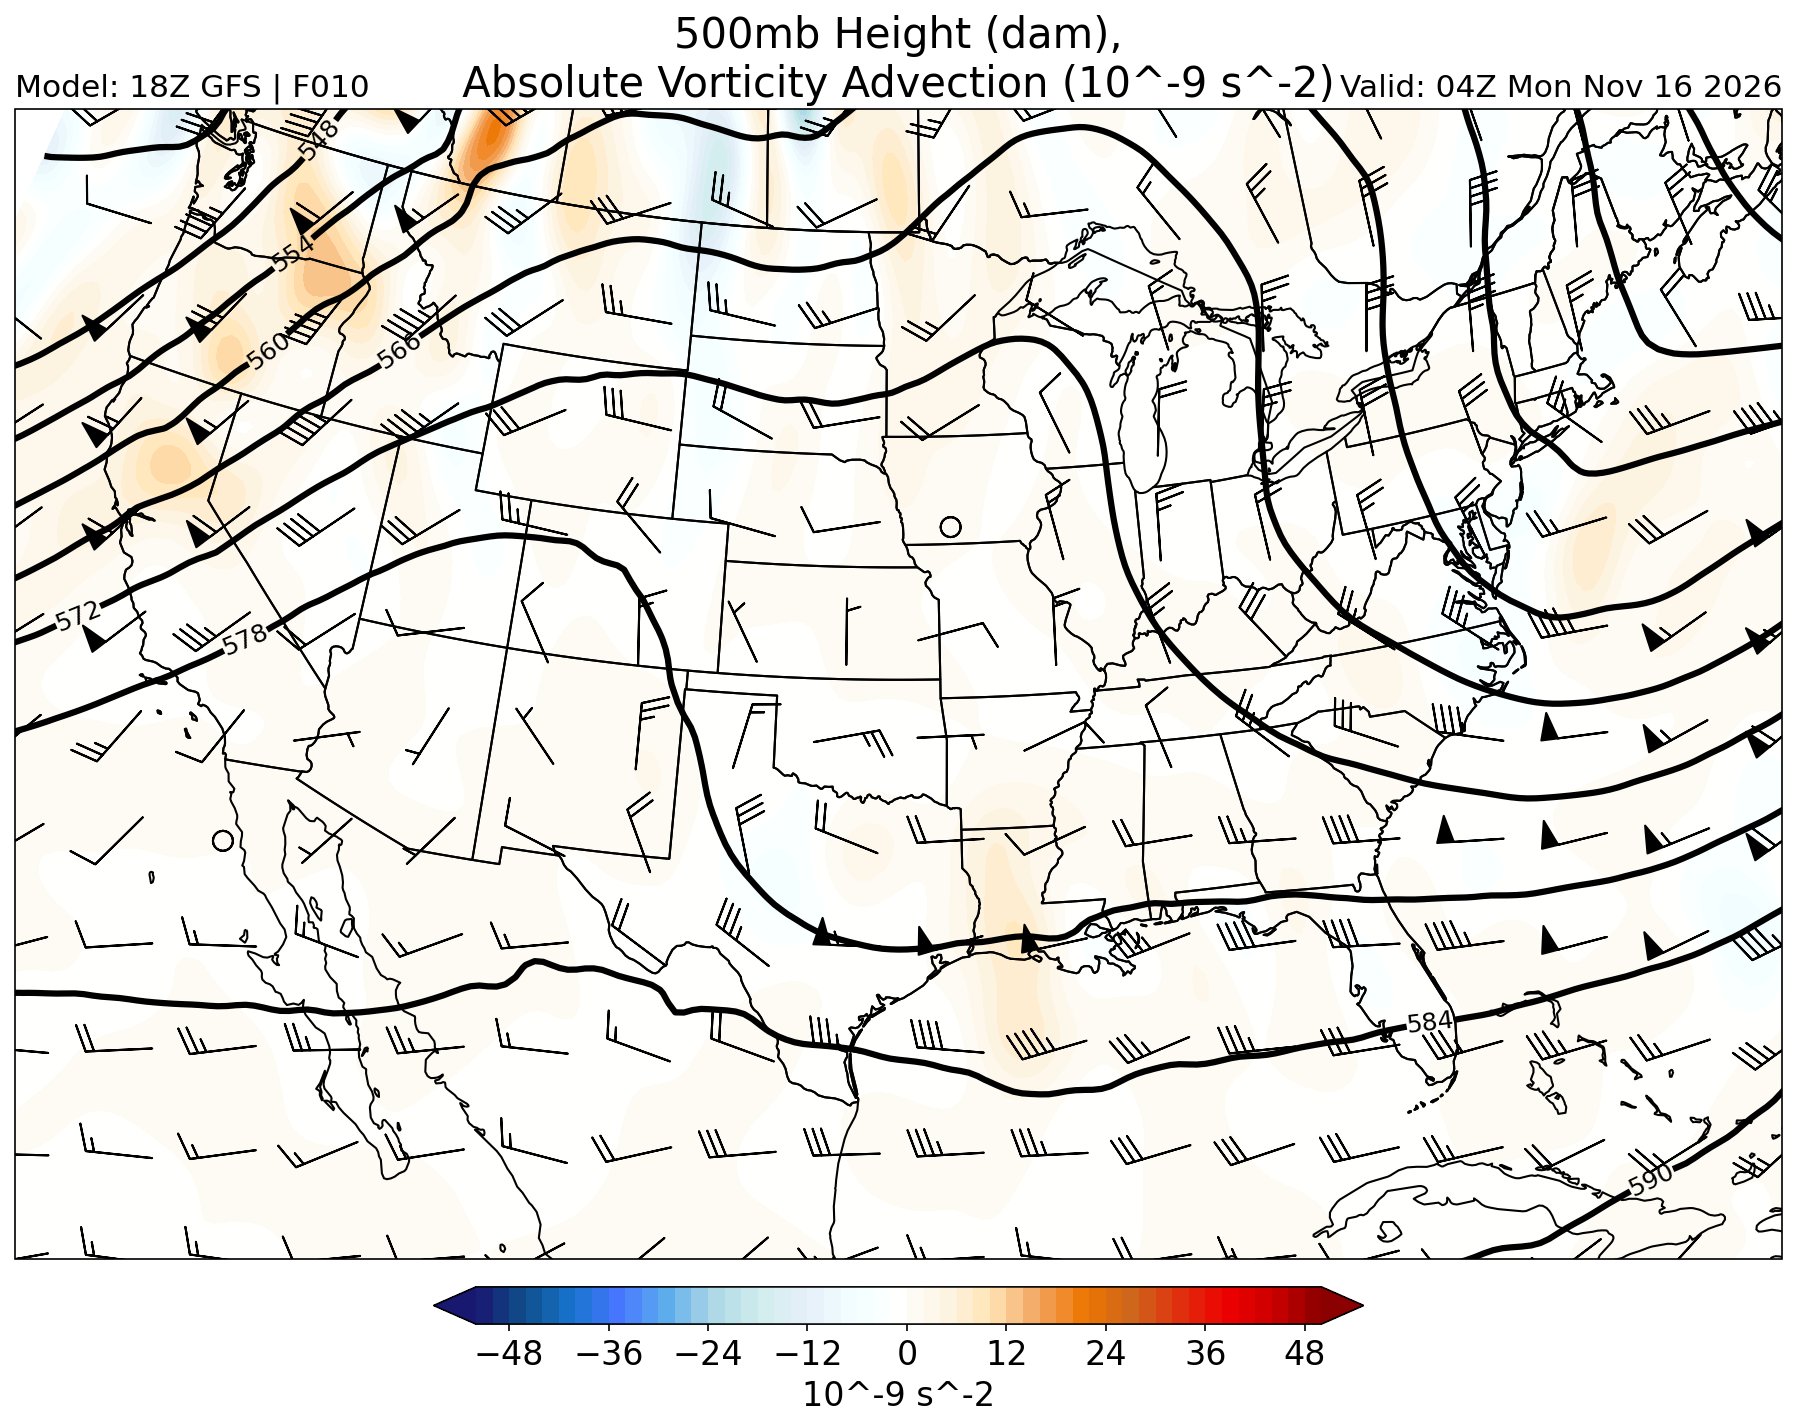 500mb Height (dam),
Model: 18Z GFS | F010
Absolute Vorticity Advection (10^-9 s^-2)
Valid: 04Z Mon Nov 16 2026
548
554
560
566
572
578
584
590
−48 −36 −24 −12 0 12 24 36 48
10^-9 s^-2